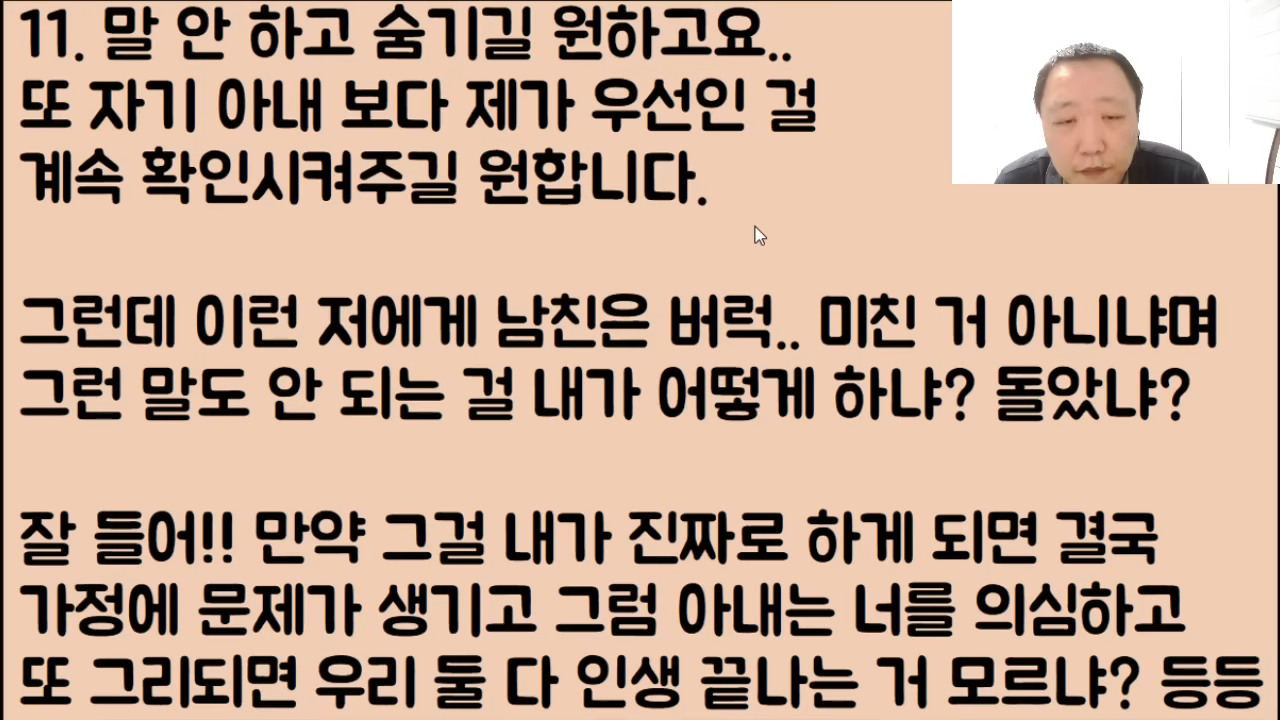 11. 말 안 하고 숨기길 원하고요..
또 자기 아내 보다 제가 우선인 걸
계속 확인시켜주길 원합니다.
그런데 이런 저에게 남친은 버럭.. 미친 거 아니냐며
그런 말도 안 되는 걸 내가 어떻게 하냐? 돌았냐?
잘 들어!! 만약 그걸 내가 진짜로 하게 되면 결국
가정에 문제가 생기고 그럼 아내는 너를 의심하고
또 그리되면 우리 둘 다 인생 끝나는 거 모르냐? 등등